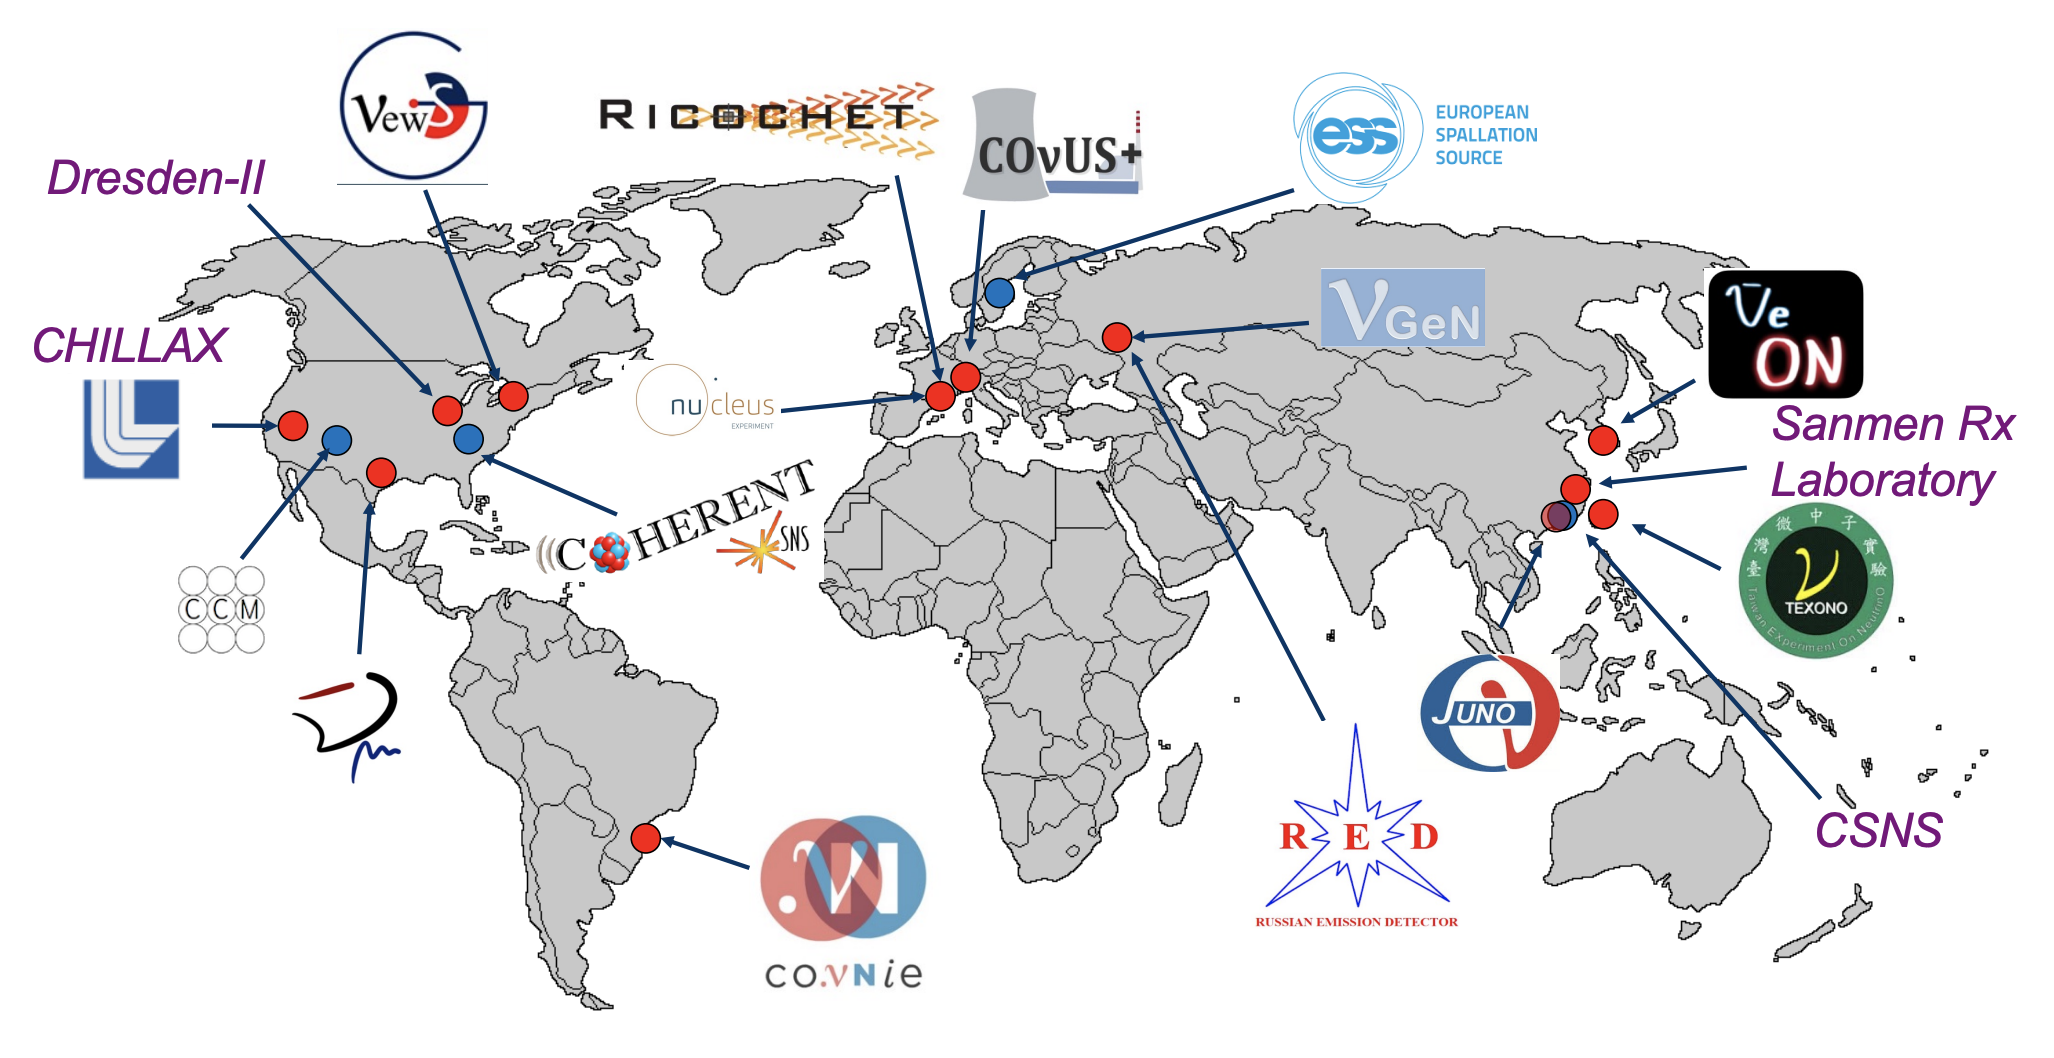 νewS
RICOCHET
COνUS+
ess
EUROPEAN
SPALLATION
SOURCE
Dresden-II
νGeN
ν̄e
ON
CHILLAX
nu/cleus
EXPERIMENT
Sanmen Rx
Laboratory
COHERENT
SNS
CCM
微中子
臺灣 實驗
ν
TEXONO
Taiwan EXperiment On NeutrinO
JUNO
R E D
RUSSIAN EMISSION DETECTOR
CSNS
.νN
CO.νNie